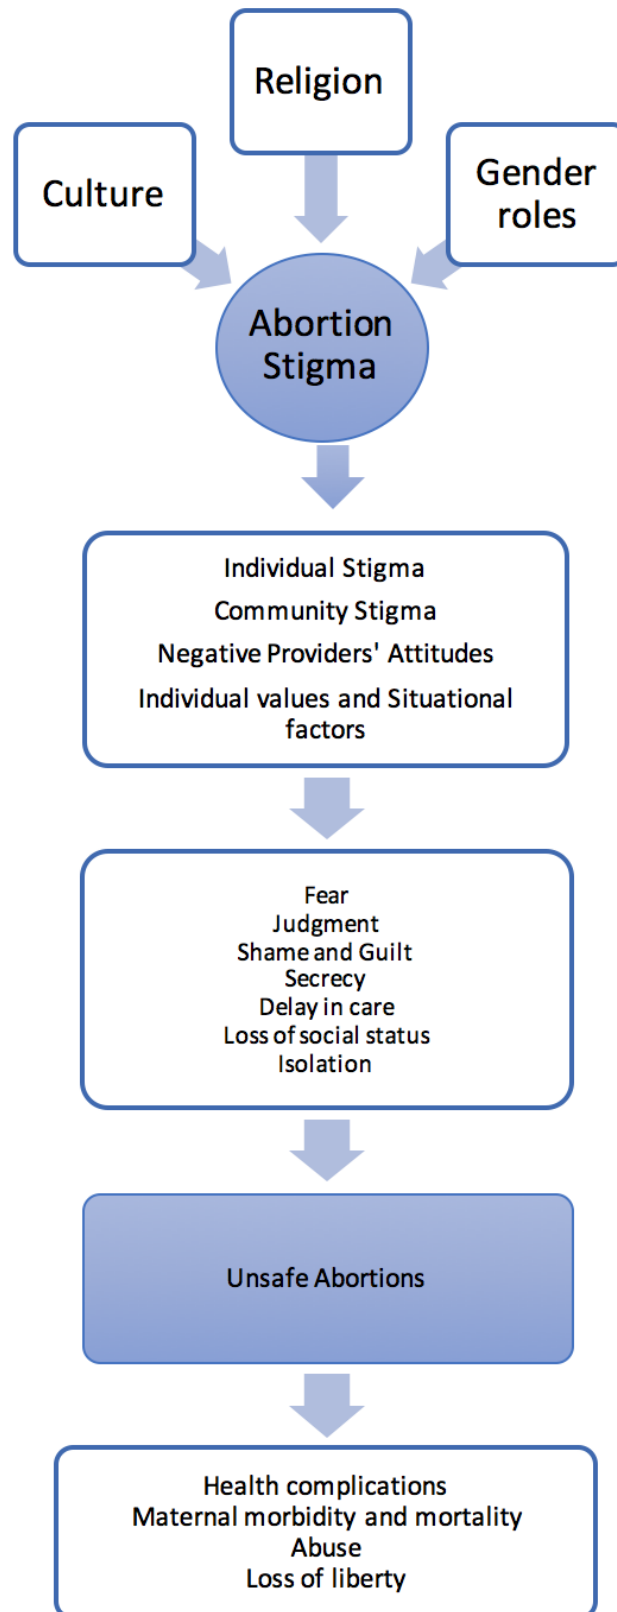 Religion
Culture
Gender
roles
Abortion
Stigma
Individual Stigma
Community Stigma
Negative Providers' Attitudes
Individual values and Situational
factors
Fear
Judgment
Shame and Guilt
Secrecy
Delay in care
Loss of social status
Isolation
Unsafe Abortions
Health complications
Maternal morbidity and mortality
Abuse
Loss of liberty